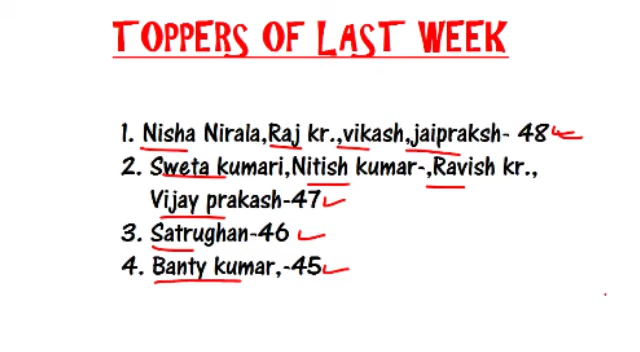 TOPPERS OF LAST WEEK
1. Nisha Nirala,Raj kr.,vikash,jaipraksh- 48
2. Sweta kumari,Nitish kumar-,Ravish kr.,
Vijay prakash-47
3. Satrughan-46
4. Banty kumar,-45